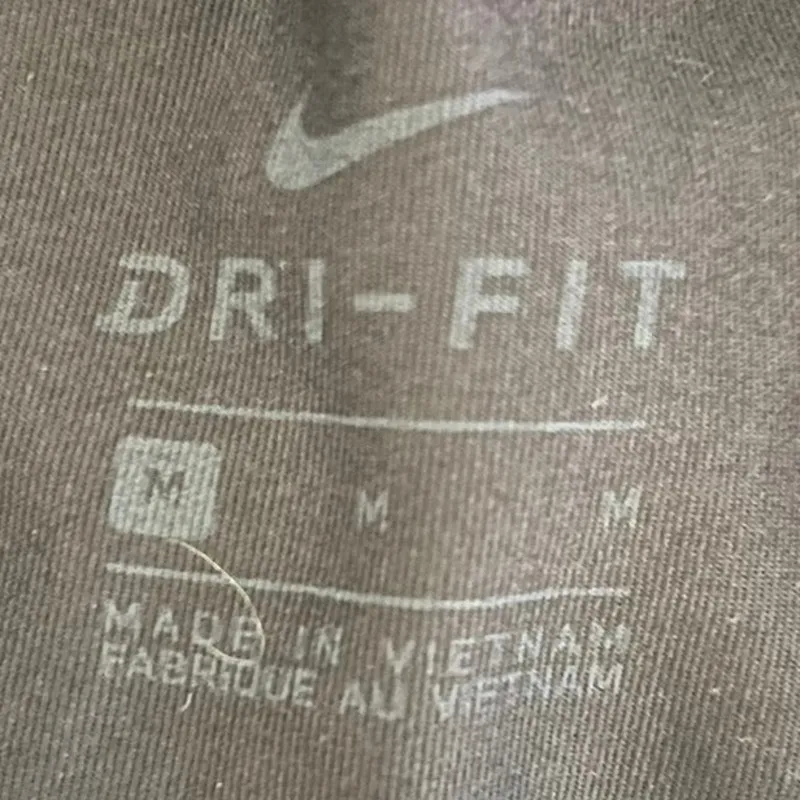 DRI-FIT
M M M
MADE IN VIETNAM
FABRIQUE AU VIETNAM